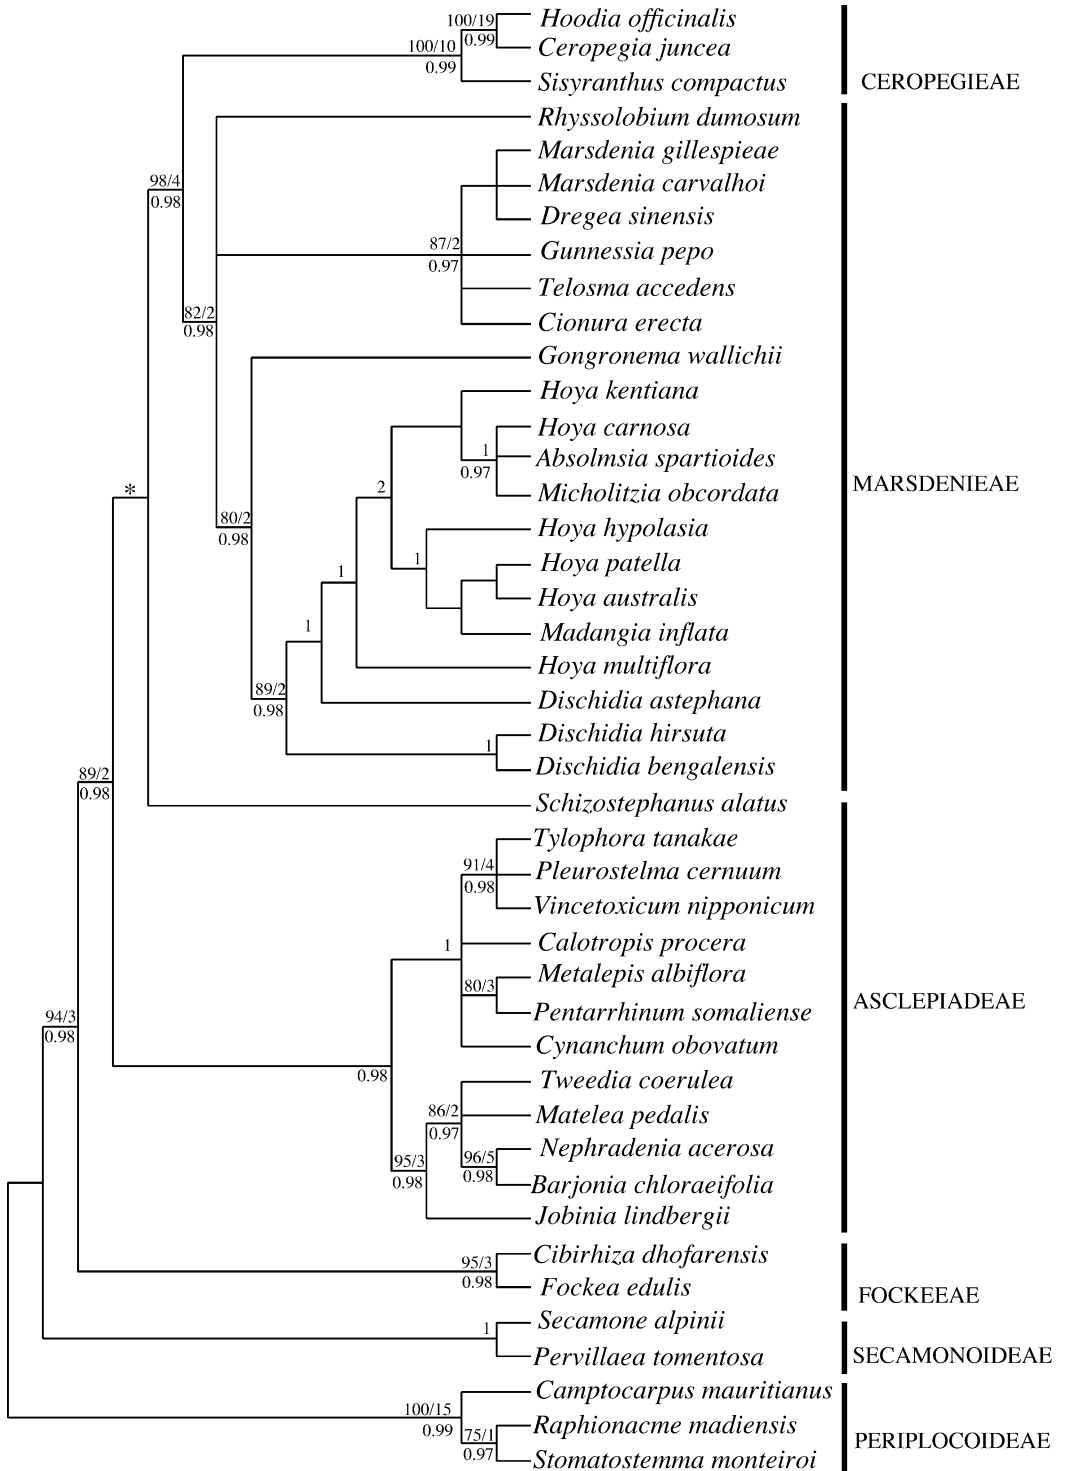 100/19 Hoodia officinalis
0.99 Ceropegia juncea
100/10
0.99
Sisyranthus compactus
CEROPEGIEAE
Rhyssolobium dumosum
Marsdenia gillespieae
98/4 Marsdenia carvalhoi
0.98
Dregea sinensis
87/2 Gunnessia pepo
0.97
Telosma accedens
82/2 Cionura erecta
0.98
Gongronema wallichii
Hoya kentiana
Hoya carnosa
1
0.97
Absolmsia spartioides
MARSDENIEAE
* 2 Micholitzia obcordata
80/2
0.98
Hoya hypolasia
1 1 Hoya patella
Hoya australis
1 Madangia inflata
Hoya multiflora
89/2
0.98
Dischidia astephana
Dischidia hirsuta
1
Dischidia bengalensis
89/2
0.98
Schizostephanus alatus
Tylophora tanakae
91/4
0.98
Pleurostelma cernuum
Vincetoxicum nipponicum
1 Calotropis procera
Metalepis albiflora
80/3
ASCLEPIADEAE
Pentarrhinum somaliense
94/3
0.98
Cynanchum obovatum
0.98
Tweedia coerulea
86/2
0.97
Matelea pedalis
Nephradenia acerosa
95/3
0.98
96/5
0.98
Barjonia chloraeifolia
Jobinia lindbergii
Cibirhiza dhofarensis
95/3
0.98
Fockea edulis
FOCKEEAE
Secamone alpinii
1
Pervillaea tomentosa
SECAMONOIDEAE
Camptocarpus mauritianus
100/15
0.99
Raphionacme madiensis
75/1
0.97
PERIPLOCOIDEAE
Stomatostemma monteiroi